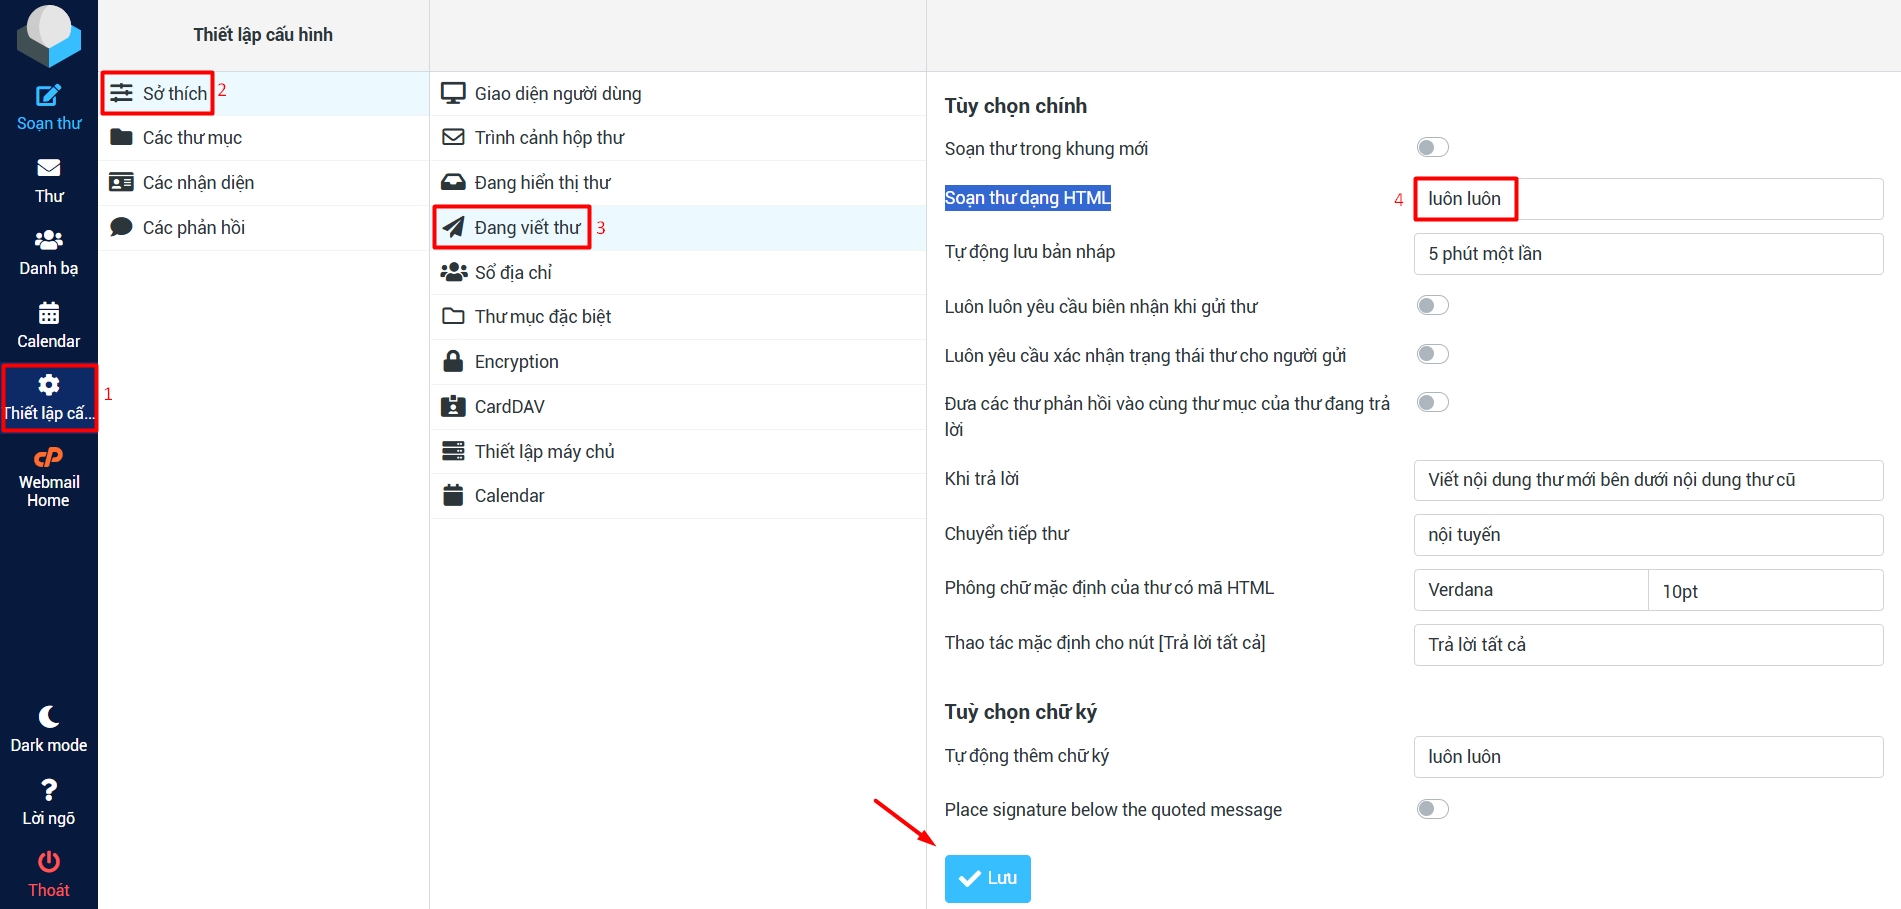 Soạn thư
Thư
Danh bạ
Calendar
Thiết lập cấ...
1
Webmail
Home
Dark mode
Lời ngõ
Thoát
Thiết lập cấu hình
Sở thích
2
Các thư mục
Các nhận diện
Các phản hồi
Giao diện người dùng
Trình cảnh hộp thư
Đang hiển thị thư
Đang viết thư
3
Sổ địa chỉ
Thư mục đặc biệt
Encryption
CardDAV
Thiết lập máy chủ
Calendar
Tùy chọn chính
Soạn thư trong khung mới
Soạn thư dạng HTML
4
luôn luôn
Tự động lưu bản nháp
5 phút một lần
Luôn luôn yêu cầu biên nhận khi gửi thư
Luôn yêu cầu xác nhận trạng thái thư cho người gửi
Đưa các thư phản hồi vào cùng thư mục của thư đang trả
lời
Khi trả lời
Viết nội dung thư mới bên dưới nội dung thư cũ
Chuyển tiếp thư
nội tuyến
Phông chữ mặc định của thư có mã HTML
Verdana
10pt
Thao tác mặc định cho nút [Trả lời tất cả]
Trả lời tất cả
Tuỳ chọn chữ ký
Tự động thêm chữ ký
luôn luôn
Place signature below the quoted message
Lưu